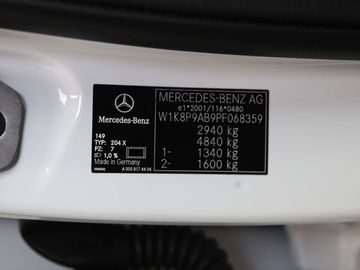 MERCEDES-BENZ AG
e1*2001/116*0480
W1K8P9AB9PF068359
2940 kg
4840 kg
1- 1340 kg
2- 1600 kg
Mercedes-Benz
149
TYP: 204 X
PZ: 7
1,0 %
Made in Germany
A 000 817 44 04